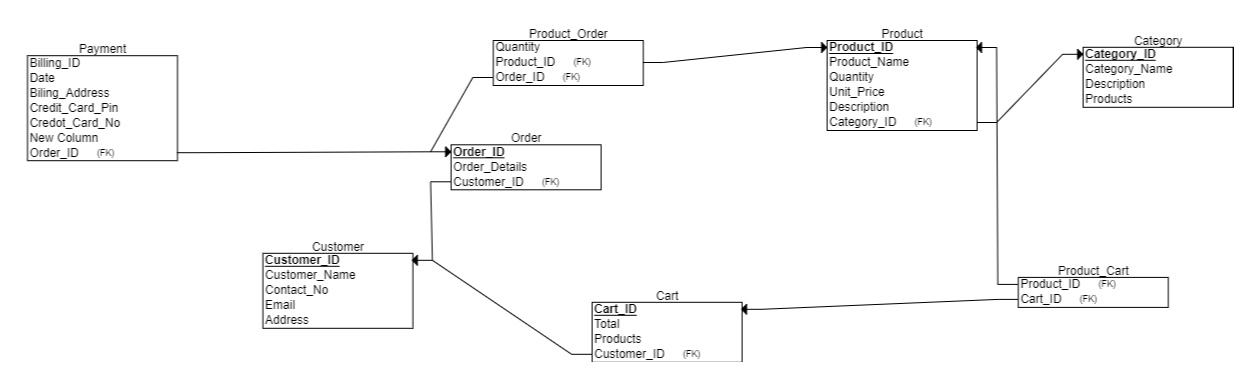 Payment
Billing_ID
Date
Biling_Address
Credit_Card_Pin
Credot_Card_No
New Column
Order_ID (FK)
Product_Order
Quantity
Product_ID (FK)
Order_ID (FK)
Product
Product_ID
Product_Name
Quantity
Unit_Price
Description
Category_ID (FK)
Category
Category_ID
Category_Name
Description
Products
Order
Order_ID
Order_Details
Customer_ID (FK)
Customer
Customer_ID
Customer_Name
Contact_No
Email
Address
Cart
Cart_ID
Total
Products
Customer_ID (FK)
Product_Cart
Product_ID (FK)
Cart_ID (FK)